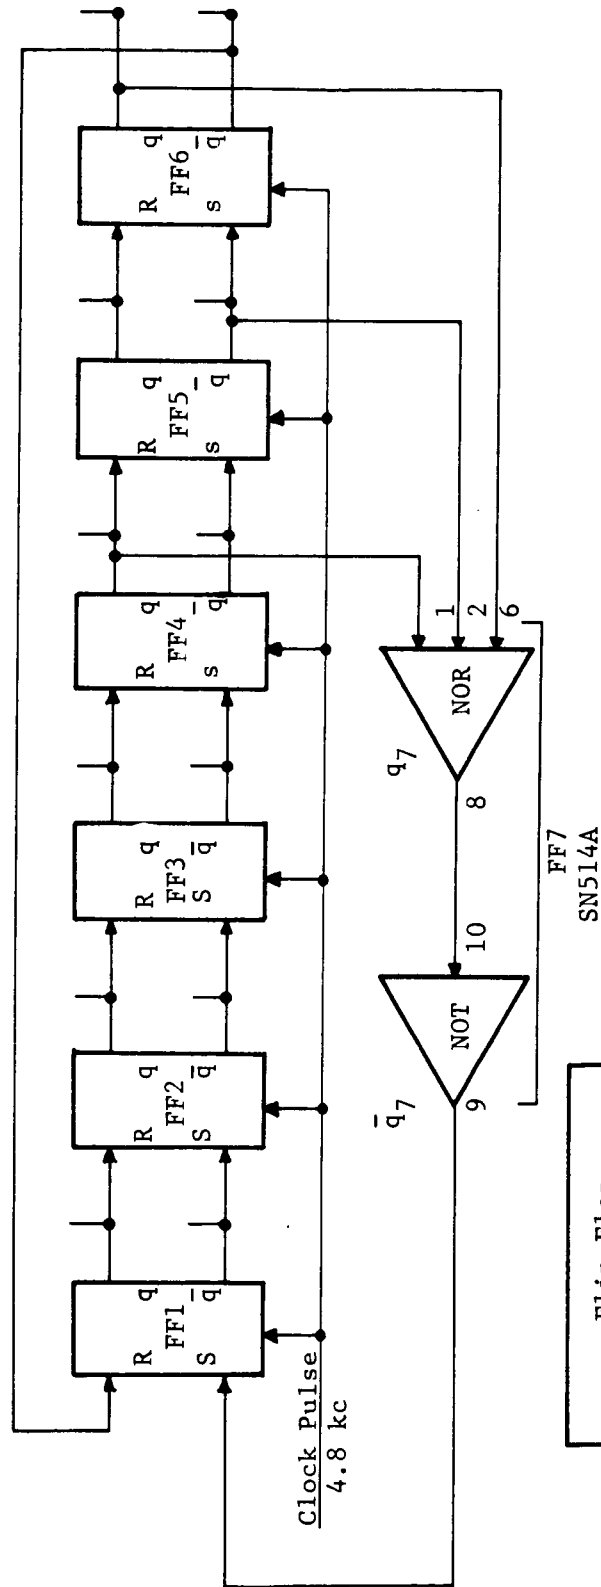 R q
FF1
S q̅
R q
FF2
S q̅
R q
FF3
S q̅
R q
FF4
s q̅
R q
FF5
s q̅
R q
FF6
s q̅
Clock Pulse
4.8 kc
q̅7
NOT
9
10
q7
NOR
8
1
2
6
FF7
SN514A